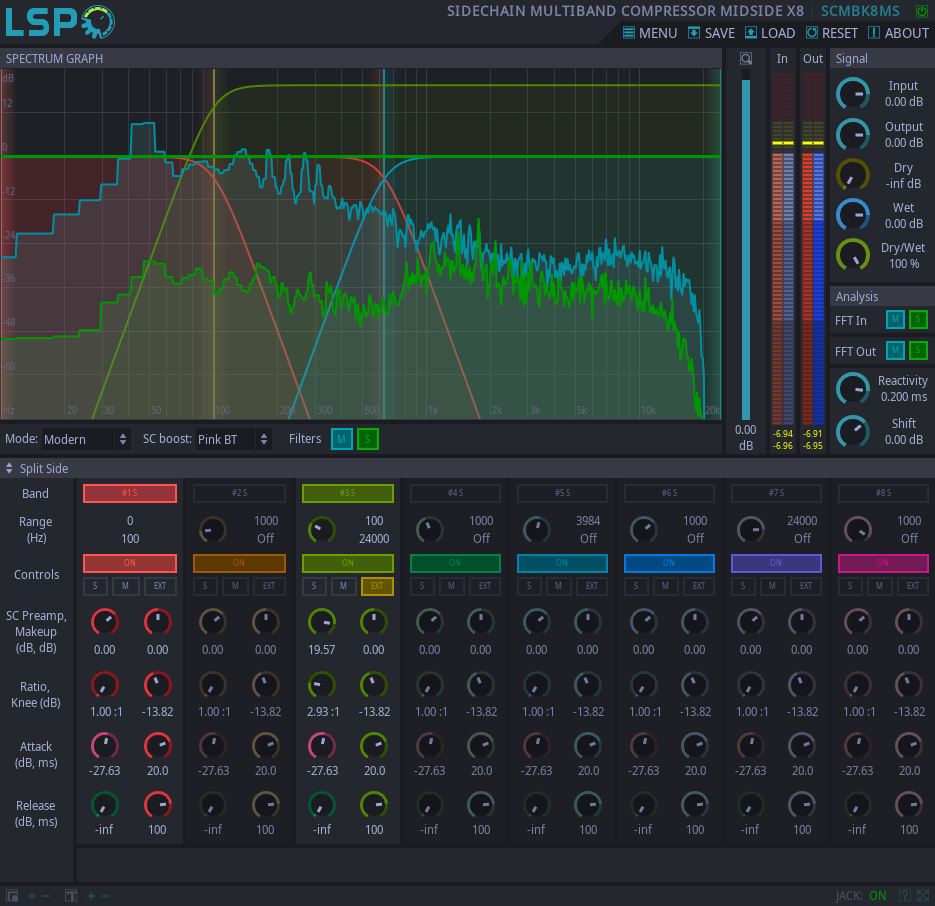 LSP
SIDECHAIN MULTIBAND COMPRESSOR MIDSIDE X8 SCMBK8MS
MENU SAVE LOAD RESET ABOUT
SPECTRUM GRAPH
In Out
Signal
dB
12
0
-12
-24
-36
-48
-60
Hz 20 30 50 100 200 300 500 1k 2k 3k 5k 10k 20k
0.00
dB
-6.94 -6.91
-6.96 -6.95
Input
0.00 dB
Output
0.00 dB
Dry
-inf dB
Wet
0.00 dB
Dry/Wet
100 %
Analysis
FFT In M S
FFT Out M S
Reactivity
0.200 ms
Shift
0.00 dB
Mode: Modern SC boost: Pink BT Filters M S
Split Side
Band #1 S #2 S #3 S #4 S #5 S #6 S #7 S #8 S
Range
(Hz)
0 1000 100 1000 3984 1000 24000 1000
100 Off 24000 Off Off Off Off Off
Controls
ON ON ON ON ON ON ON ON
S M EXT S M EXT S M EXT S M EXT S M EXT S M EXT S M EXT S M EXT
SC Preamp,
Makeup
(dB, dB)
0.00 0.00 0.00 0.00 19.57 0.00 0.00 0.00 0.00 0.00 0.00 0.00 0.00 0.00 0.00 0.00
Ratio,
Knee (dB)
1.00 :1 -13.82 1.00 :1 -13.82 2.93 :1 -13.82 1.00 :1 -13.82 1.00 :1 -13.82 1.00 :1 -13.82 1.00 :1 -13.82 1.00 :1 -13.82
Attack
(dB, ms)
-27.63 20.0 -27.63 20.0 -27.63 20.0 -27.63 20.0 -27.63 20.0 -27.63 20.0 -27.63 20.0 -27.63 20.0
Release
(dB, ms)
-inf 100 -inf 100 -inf 100 -inf 100 -inf 100 -inf 100 -inf 100 -inf 100
JACK: ON